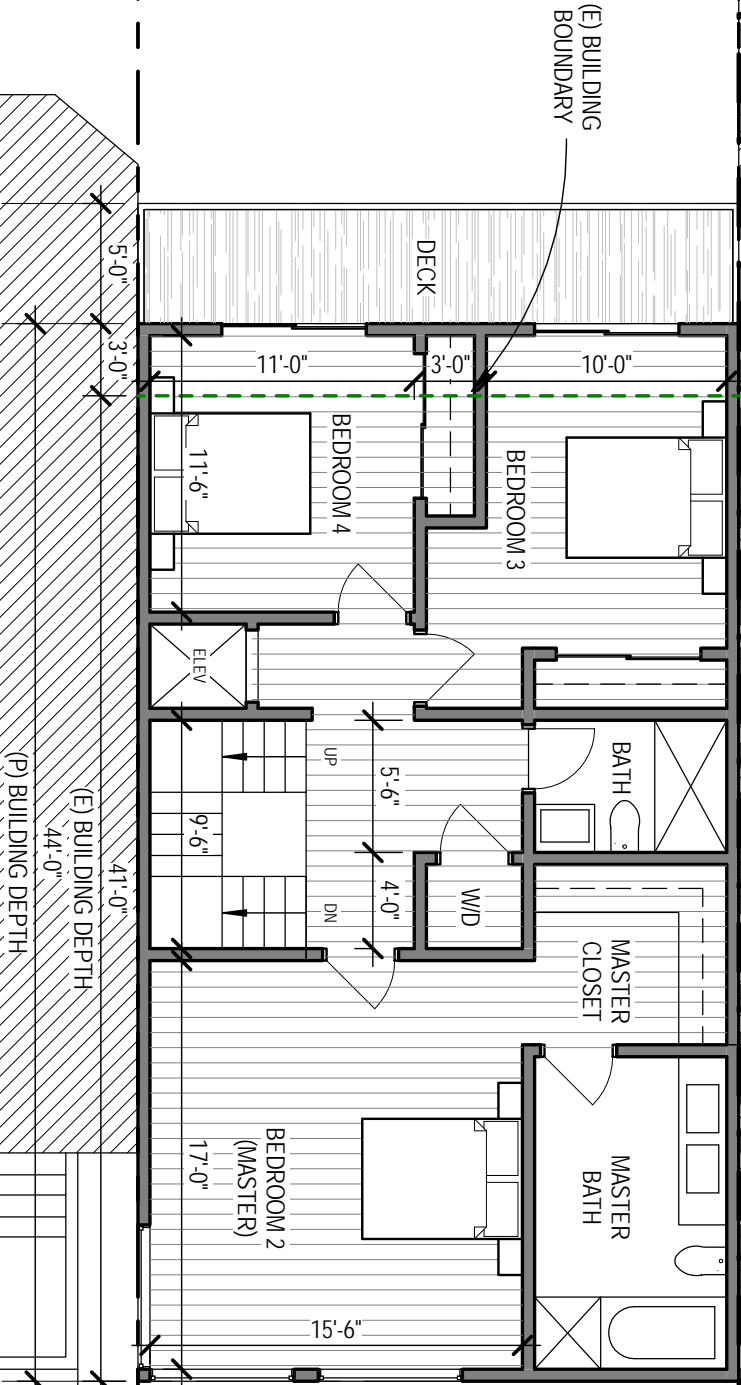 (E) BUILDING
BOUNDARY
DECK
5'-0"
3'-0"
11'-0"
3'-0"
10'-0"
BEDROOM 4
11'-6"
BEDROOM 3
ELEV
UP
5'-6"
BATH
9'-6"
4'-0"
W/D
DN
MASTER
CLOSET
(P) BUILDING DEPTH
44'-0"
(E) BUILDING DEPTH
41'-0"
BEDROOM 2
(MASTER)
17'-0"
MASTER
BATH
15'-6"